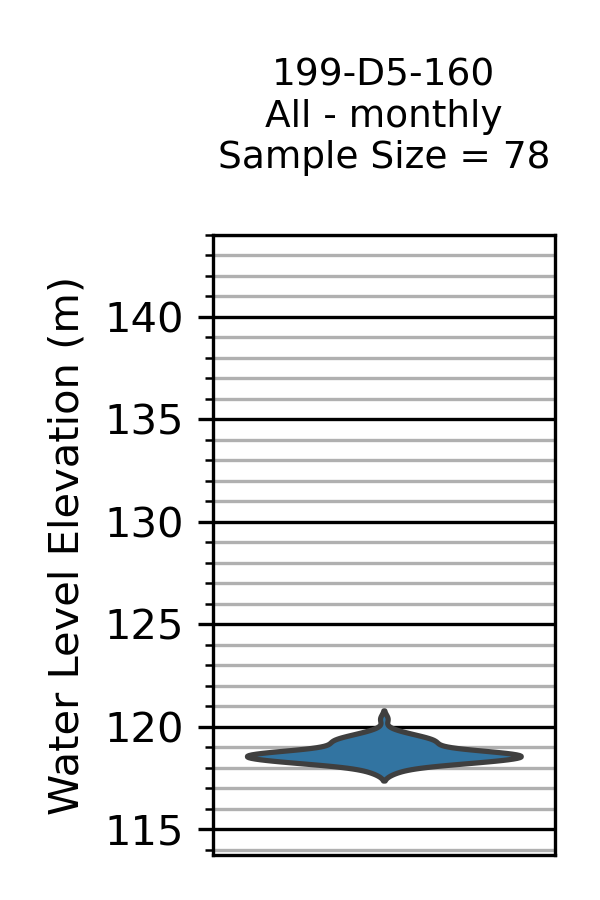 199-D5-160
All - monthly
Sample Size = 78
Water Level Elevation (m)
140
135
130
125
120
115